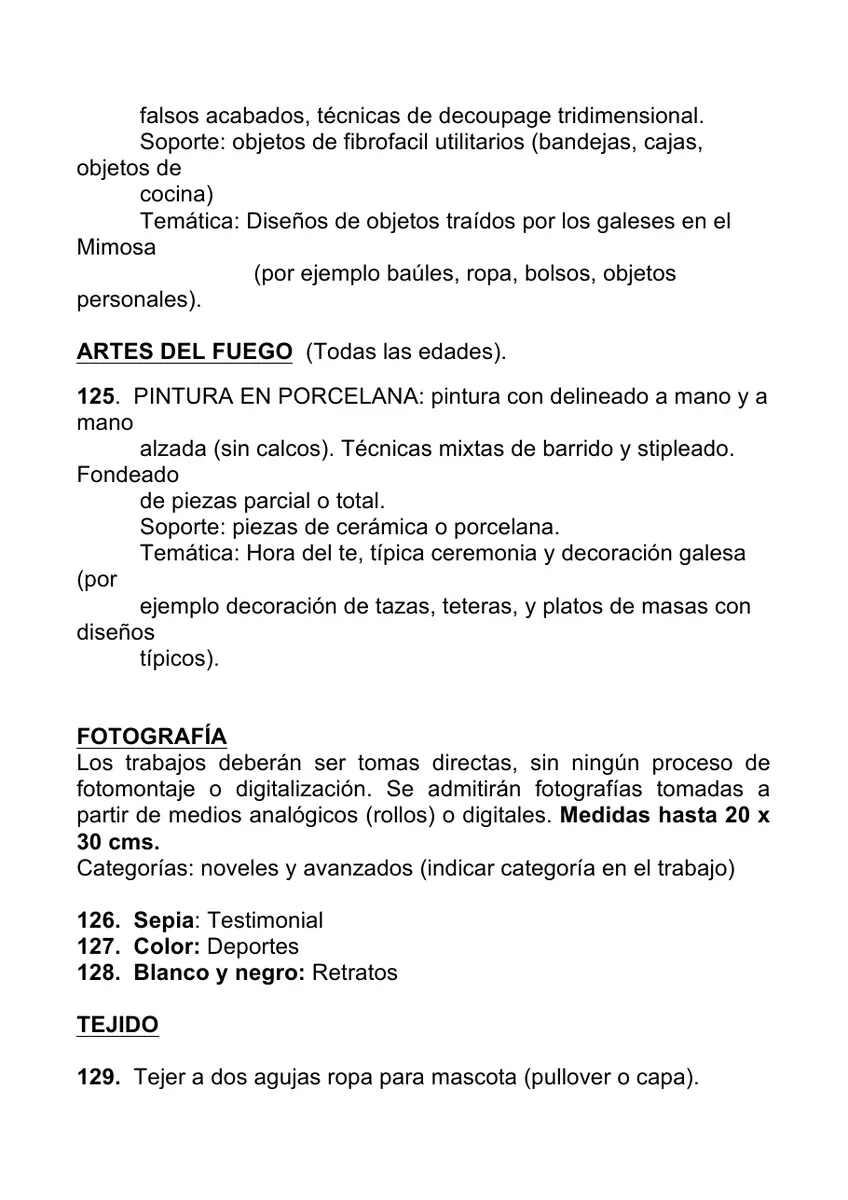 falsos acabados, técnicas de decoupage tridimensional.
Soporte: objetos de fibrofacil utilitarios (bandejas, cajas,
objetos de
cocina)
Temática: Diseños de objetos traídos por los galeses en el
Mimosa
(por ejemplo baúles, ropa, bolsos, objetos
personales).
ARTES DEL FUEGO (Todas las edades).
125. PINTURA EN PORCELANA: pintura con delineado a mano y a
mano
alzada (sin calcos). Técnicas mixtas de barrido y stipleado.
Fondeado
de piezas parcial o total.
Soporte: piezas de cerámica o porcelana.
Temática: Hora del te, típica ceremonia y decoración galesa
(por
ejemplo decoración de tazas, teteras, y platos de masas con
diseños
típicos).
FOTOGRAFÍA
Los trabajos deberán ser tomas directas, sin ningún proceso de
fotomontaje o digitalización. Se admitirán fotografías tomadas a
partir de medios analógicos (rollos) o digitales. Medidas hasta 20 x
30 cms.
Categorías: noveles y avanzados (indicar categoría en el trabajo)
126. Sepia: Testimonial
127. Color: Deportes
128. Blanco y negro: Retratos
TEJIDO
129. Tejer a dos agujas ropa para mascota (pullover o capa).